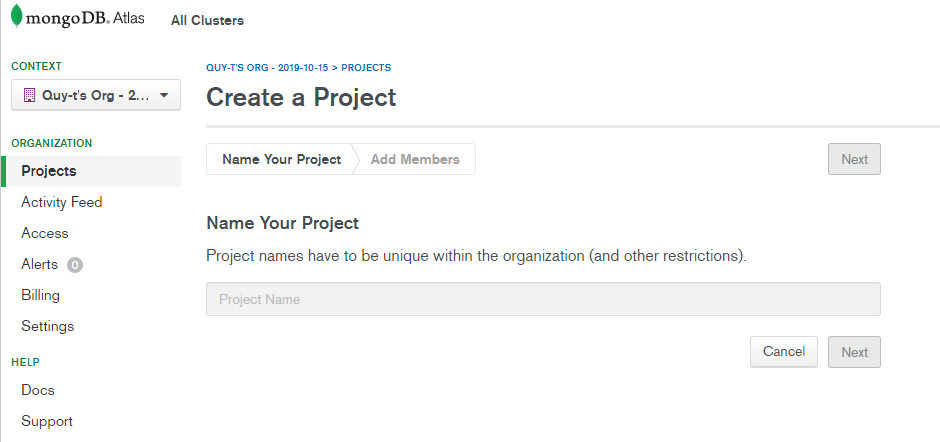 mongoDB. Atlas All Clusters
CONTEXT
Quy-t's Org - 2...
ORGANIZATION
Projects
Activity Feed
Access
Alerts 0
Billing
Settings
HELP
Docs
Support
QUY-T'S ORG - 2019-10-15 > PROJECTS
Create a Project
Name Your Project Add Members Next
Name Your Project
Project names have to be unique within the organization (and other restrictions).
Project Name
Cancel Next